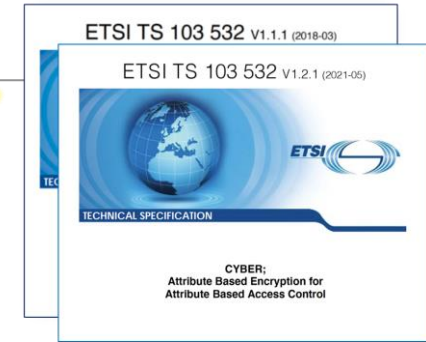 ETSI TS 103 532 V1.1.1 (2018-03)
ETSI TS 103 532 V1.2.1 (2021-05)
ETSI
TEC
TECHNICAL SPECIFICATION
CYBER;
Attribute Based Encryption for
Attribute Based Access Control